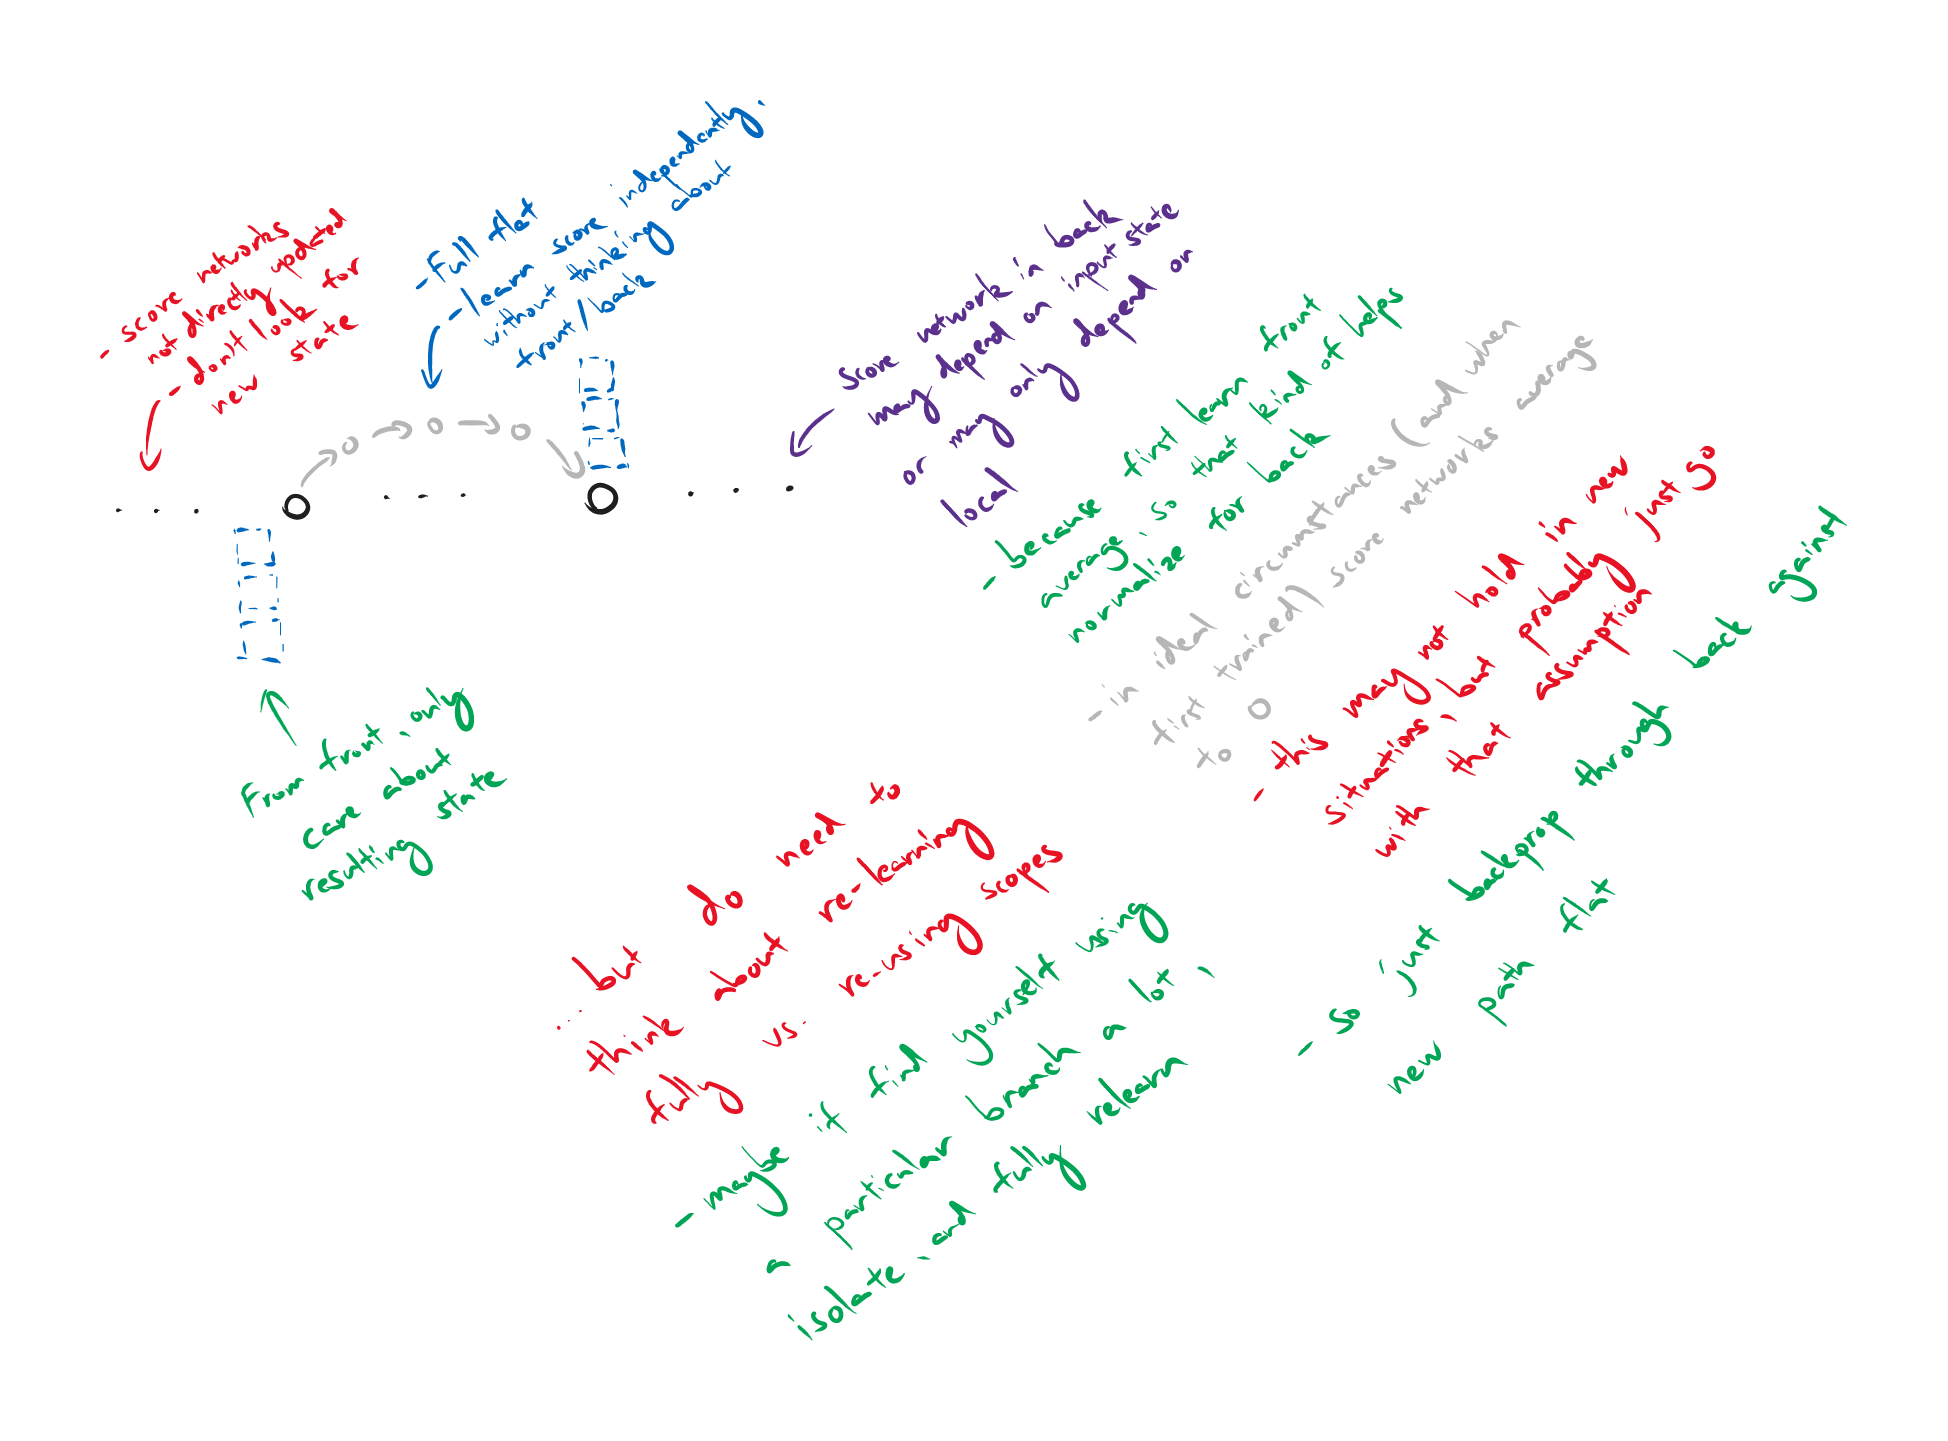 - score networks
not directly updated
- don't look for
new state
- Full flat
- learn score independently,
without thinking about
front/back
Score network in back
may depend on input state
or may only depend on
local
- because first learn front
average, so that kind of helps
normalize for back
- in ideal circumstances (and when
first trained) score networks average
to 0
- this may not hold in new
situations, but probably just go
with that assumption
- so just backprop through back against
new path flat
From front, only
care about
resulting state
...but do need to
think about re-learning
fully vs. re-using scopes
- maybe if find yourself using
a particular branch a lot,
isolate, and fully relearn